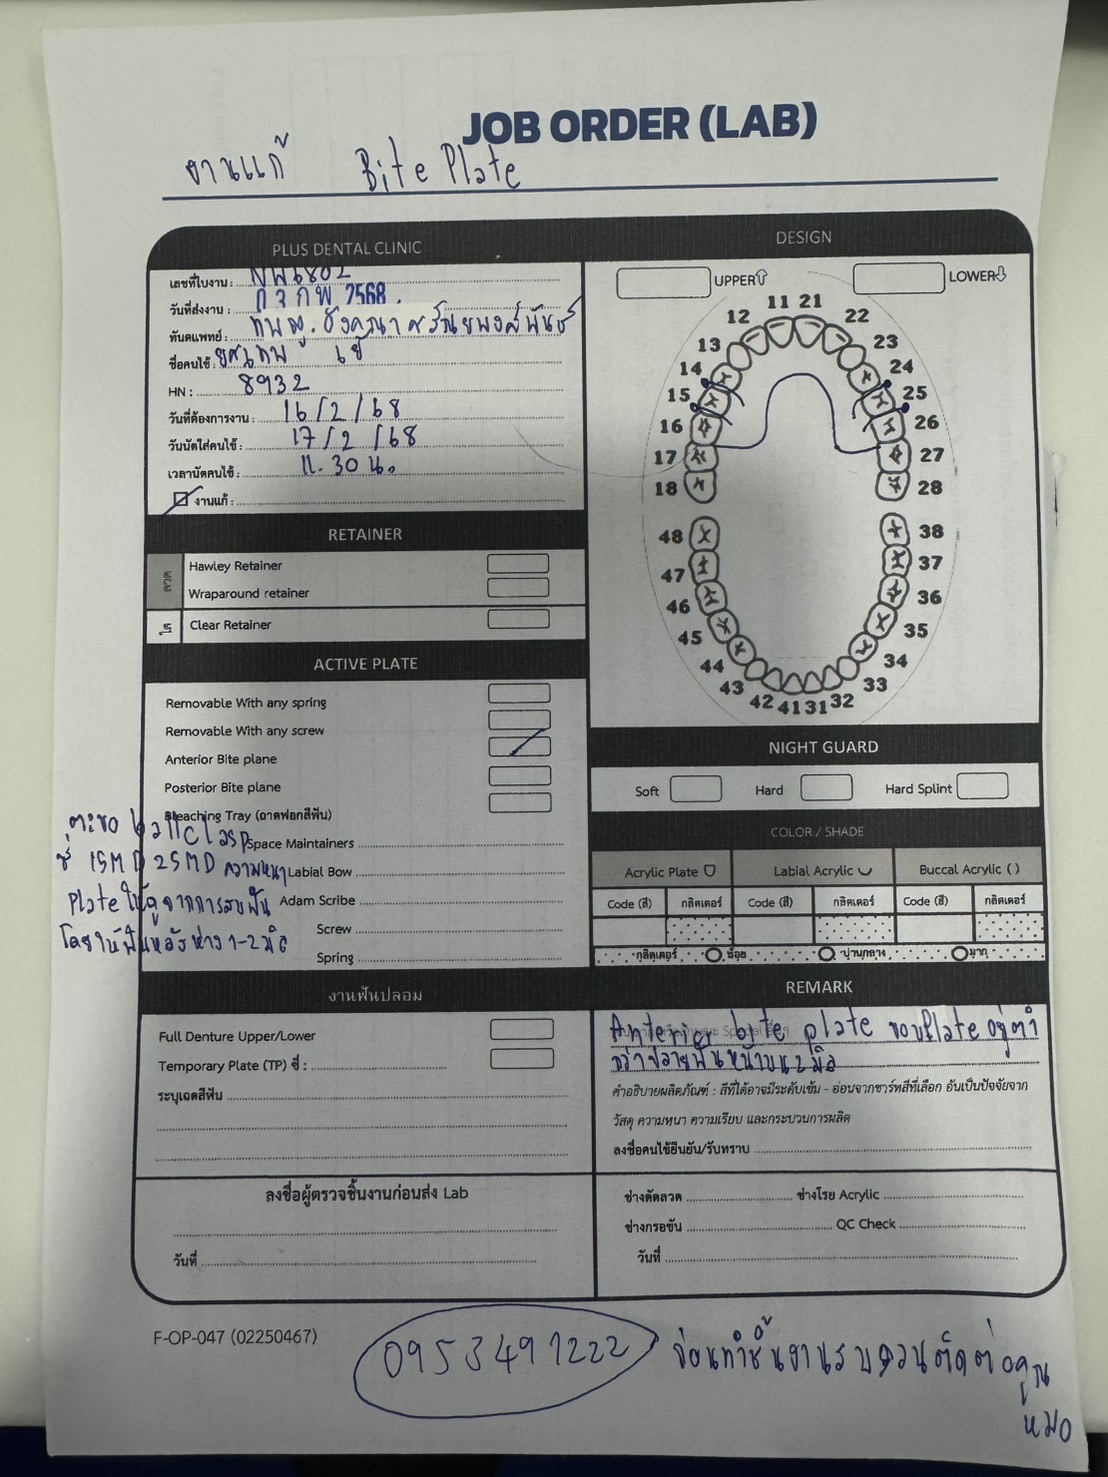 JOB ORDER (LAB)
งานแก้ Bite Plate
PLUS DENTAL CLINIC
เลขที่ใบงาน : NW6802
วันที่ส่งงาน : กจ กพ 2568.
ทันตแพทย์ : ทพญ.
ชื่อคนไข้ : ยศเทพ
HN : 8932
วันที่ต้องการงาน : 16/2/68
วันนัดใส่คนไข้ : 17/2/68
เวลานัดคนไข้ : 11.30 น.
งานแก้ :
DESIGN
UPPER
LOWER
11 21
12 22
13 23
14 24
15 25
16 26
17 27
18 28
48 38
47 37
46 36
45 35
44 34
43 33
42 41 31 32
RETAINER
ลวด
Hawley Retainer
Wraparound retainer
ใส
Clear Retainer
ACTIVE PLATE
Removable With any spring
Removable With any screw
Anterior Bite plane
Posterior Bite plane
Bleaching Tray (ถาดฟอกสีฟัน)
Space Maintainers
Labial Bow
Adam Scribe
Screw
Spring
ตะขอ ballclasp
ซี่ 15MD 25MD ความหนา
Plate ให้ดูจากการสบฟัน
โดยให้ฟันหลังห่าง 1-2 มิล
NIGHT GUARD
Soft Hard Hard Splint
COLOR / SHADE
Acrylic Plate Labial Acrylic Buccal Acrylic ( )
Code (สี) กลิตเตอร์ Code (สี) กลิตเตอร์ Code (สี) กลิตเตอร์
กลิตเตอร์ น้อย ปานกลาง มาก
งานฟันปลอม
Full Denture Upper/Lower
Temporary Plate (TP) ซี่ :
ระบุเฉดสีฟัน
REMARK
Anterior bite plate ขอบPlate อยู่ต่ำ
กว่าปลายฟันหน้าบน 2 มิล
คำอธิบายผลิตภัณฑ์ : สีที่ได้อาจมีระดับเข้ม - อ่อนจากชาร์ทสีที่เลือก อันเป็นปัจจัยจาก
วัสดุ ความหนา ความเรียบ และกระบวนการผลิต
ลงชื่อคนไข้ยืนยัน/รับทราบ
ลงชื่อผู้ตรวจชิ้นงานก่อนส่ง Lab
วันที่
ช่างดัดลวด ช่างโรย Acrylic
ช่างกรอขัน QC Check
วันที่
F-OP-047 (02250467)
0953497222 ก่อนทำชิ้นงานรบกวนติดต่อคุณ
หมอ